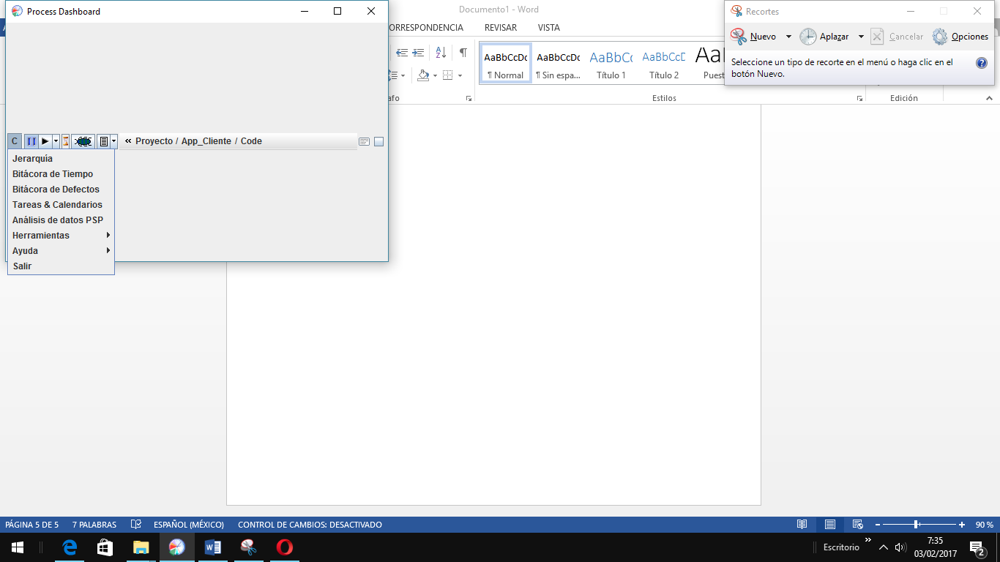 Process Dashboard
C
« Proyecto / App_Cliente / Code
Jerarquía
Bitácora de Tiempo
Bitácora de Defectos
Tareas & Calendarios
Análisis de datos PSP
Herramientas
Ayuda
Salir
Documento1 - Word
ORRESPONDENCIA REVISAR VISTA
AaBbCcDc AaBbCcDc AaBbCc AaBbCcD AaB
¶ Normal ¶ Sin espa... Título 1 Título 2 Puest
afo Estilos Edición
Recortes
Nuevo Aplazar Cancelar Opciones
Seleccione un tipo de recorte en el menú o haga clic en el
botón Nuevo.
PÁGINA 5 DE 5 7 PALABRAS ESPAÑOL (MÉXICO) CONTROL DE CAMBIOS: DESACTIVADO 90 %
Escritorio
7:35
03/02/2017
2